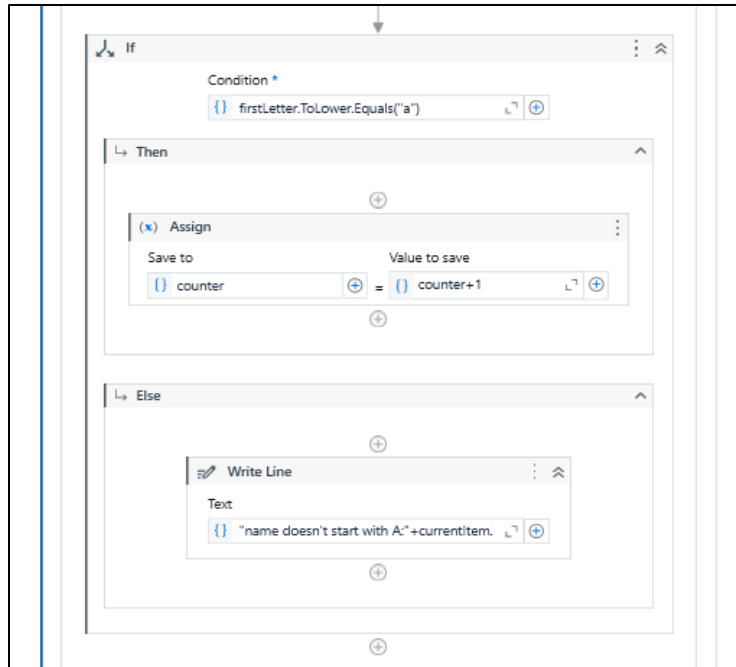 If
Condition *
{} firstLetter.ToLower.Equals("a")
Then
(x) Assign
Save to Value to save
{} counter = {} counter+1
Else
Write Line
Text
{} "name doesn't start with A:"+currentItem.